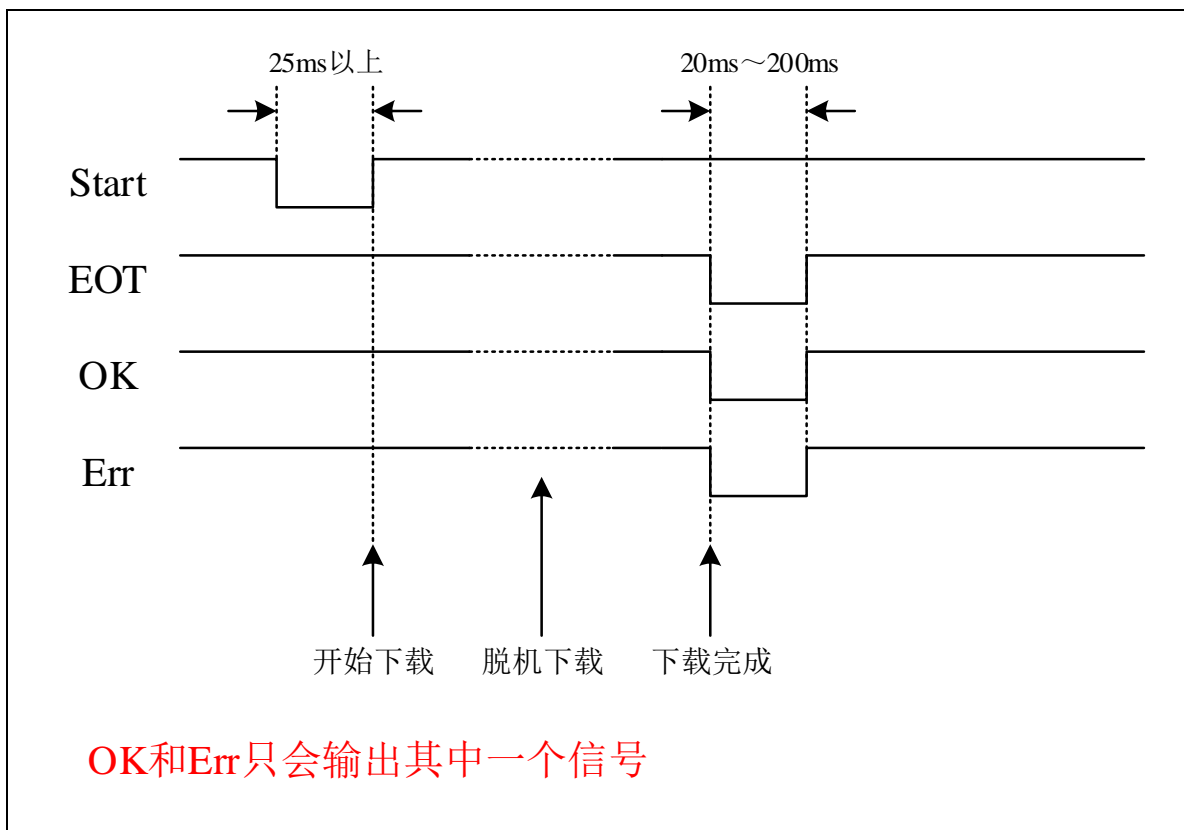 25ms以上
20ms～200ms
Start
EOT
OK
Err
开始下载
脱机下载
下载完成
OK和Err只会输出其中一个信号